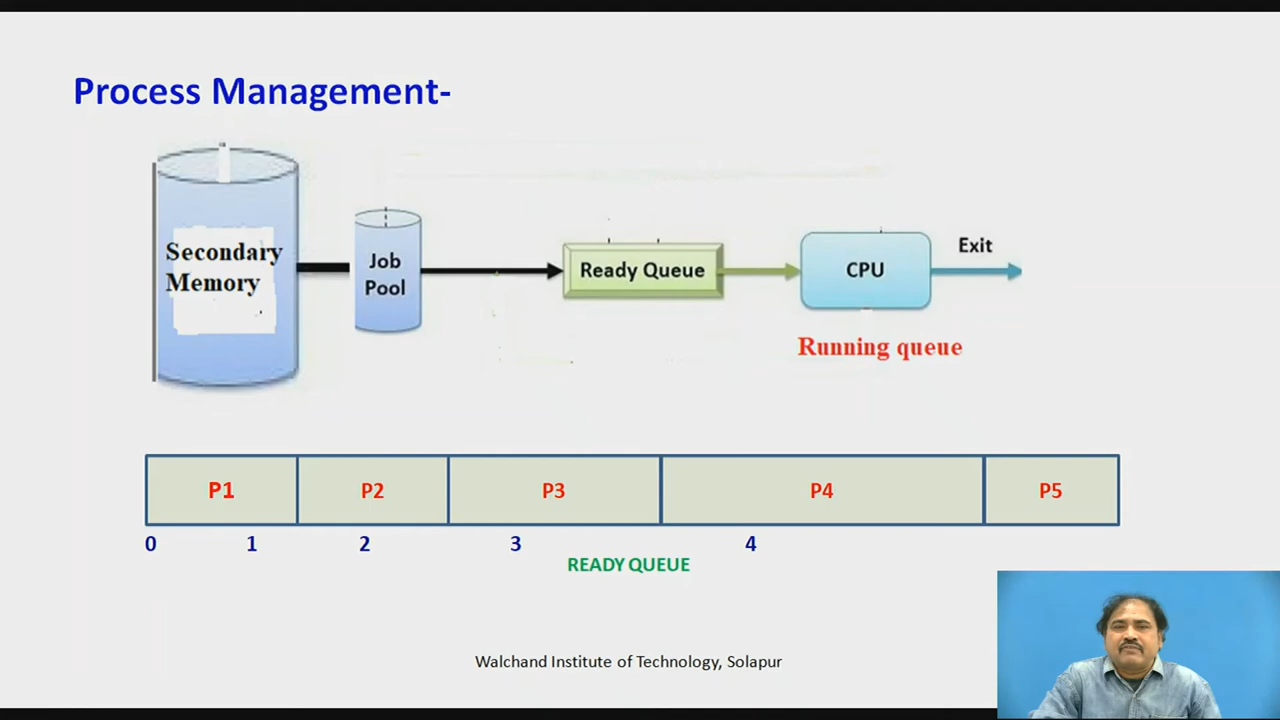 Process Management-
Secondary
Memory
Job
Pool
Ready Queue
CPU
Exit
Running queue
P1 P2 P3 P4 P5
0 1 2 3 4
READY QUEUE
Walchand Institute of Technology, Solapur